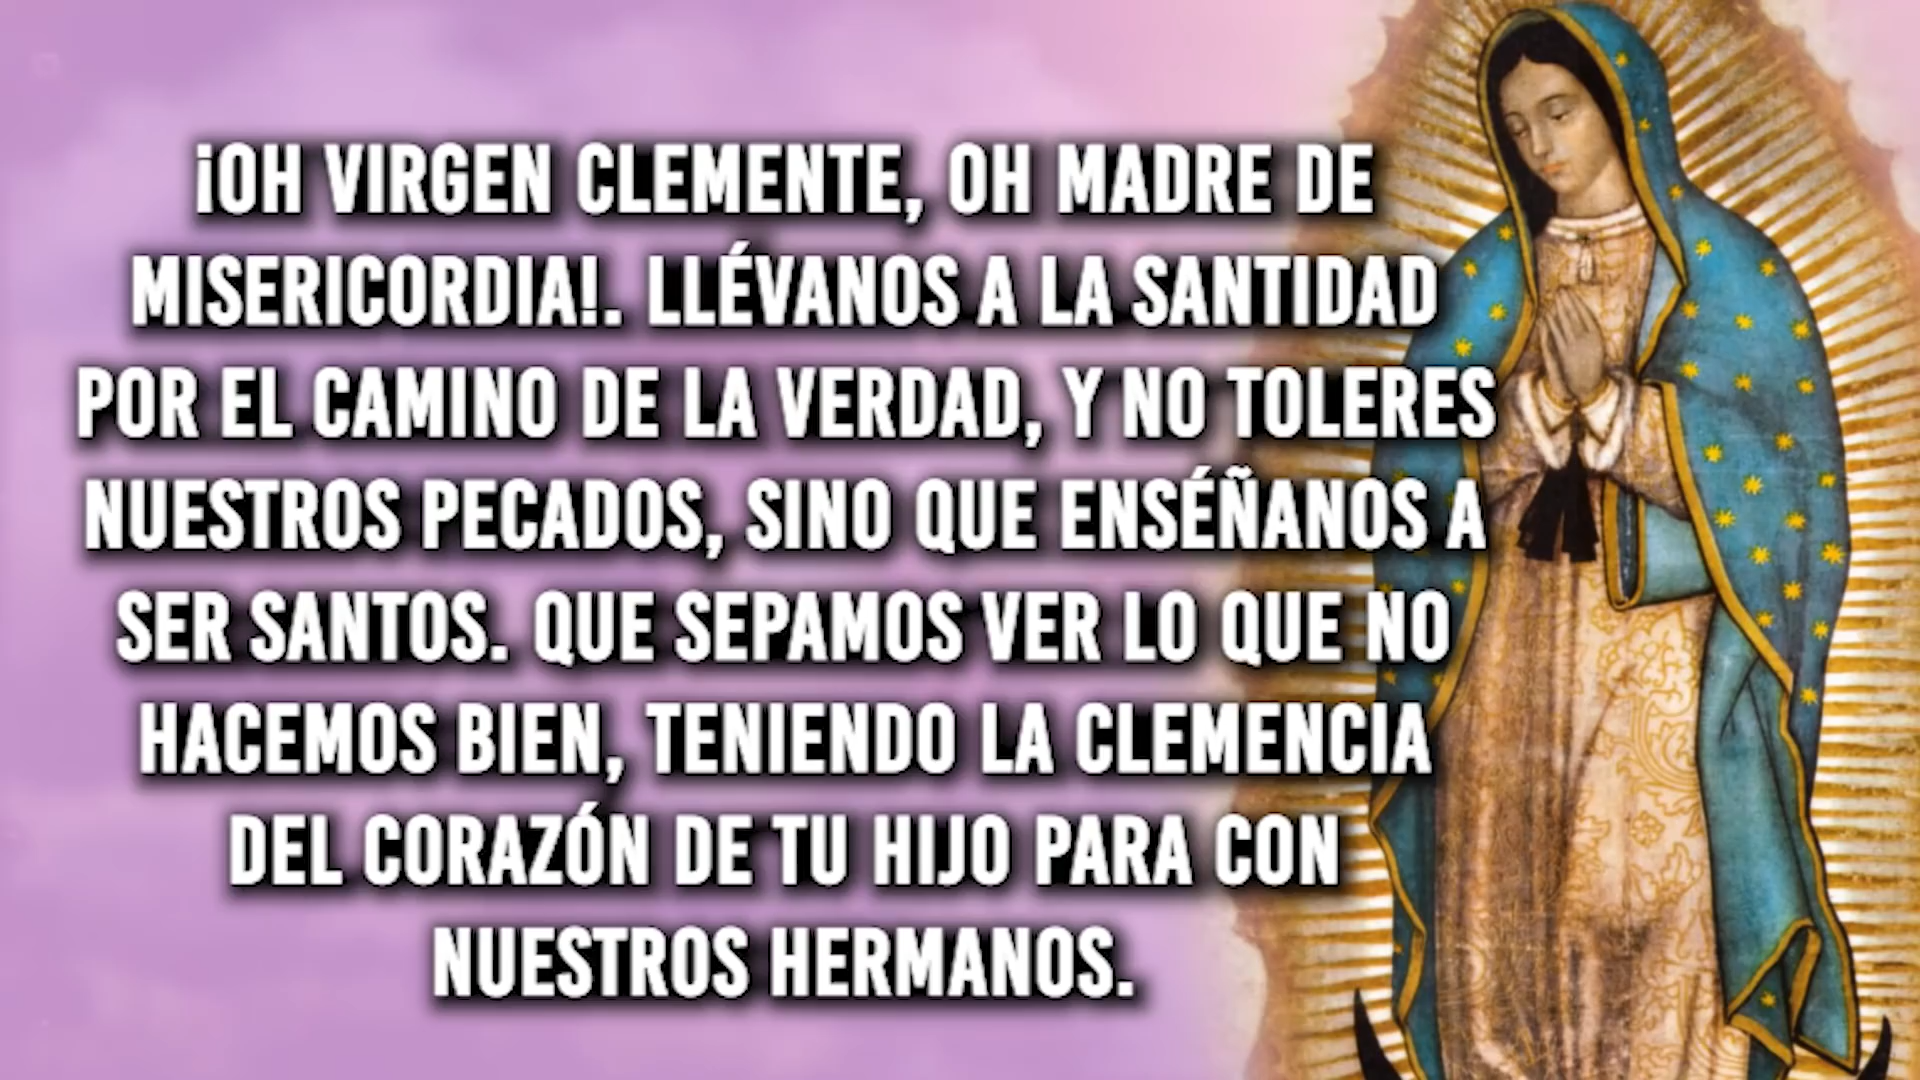 ¡OH VIRGEN CLEMENTE, OH MADRE DE
MISERICORDIA!. LLÉVANOS A LA SANTIDAD
POR EL CAMINO DE LA VERDAD, Y NO TOLERES
NUESTROS PECADOS, SINO QUE ENSÉÑANOS A
SER SANTOS. QUE SEPAMOS VER LO QUE NO
HACEMOS BIEN, TENIENDO LA CLEMENCIA
DEL CORAZÓN DE TU HIJO PARA CON
NUESTROS HERMANOS.